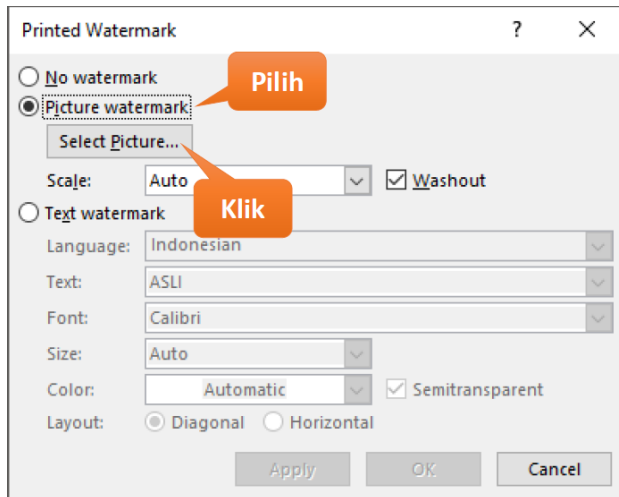 Printed Watermark ? ×
No watermark
Pilih
Picture watermark
Select Picture...
Scale: Auto Washout
Klik
Text watermark
Language: Indonesian
Text: ASLI
Font: Calibri
Size: Auto
Color: Automatic Semitransparent
Layout: Diagonal Horizontal
Apply OK Cancel